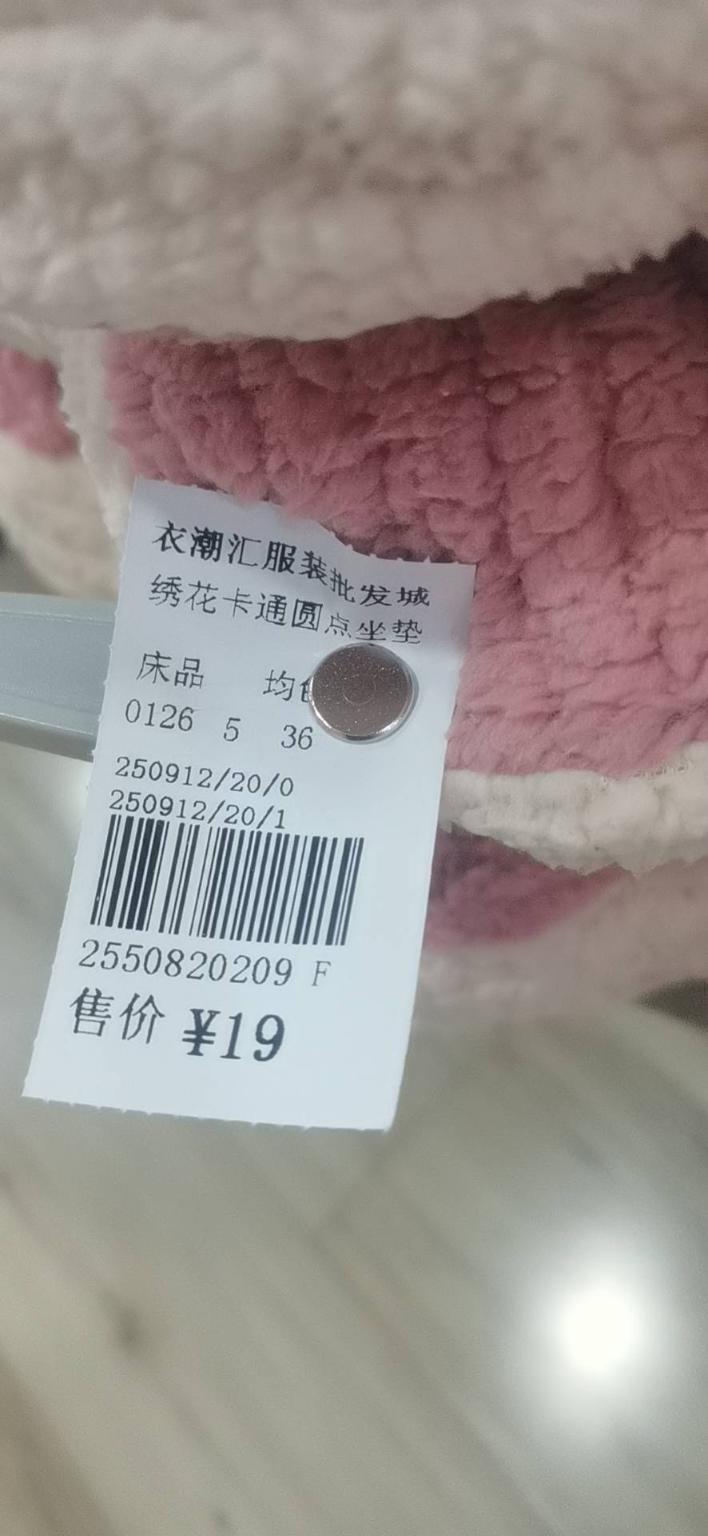 衣潮汇服装批发城
绣花卡通圆点坐垫
床品 均
0126 5 36
250912/20/0
250912/20/1
2550820209 F
售价 ¥19